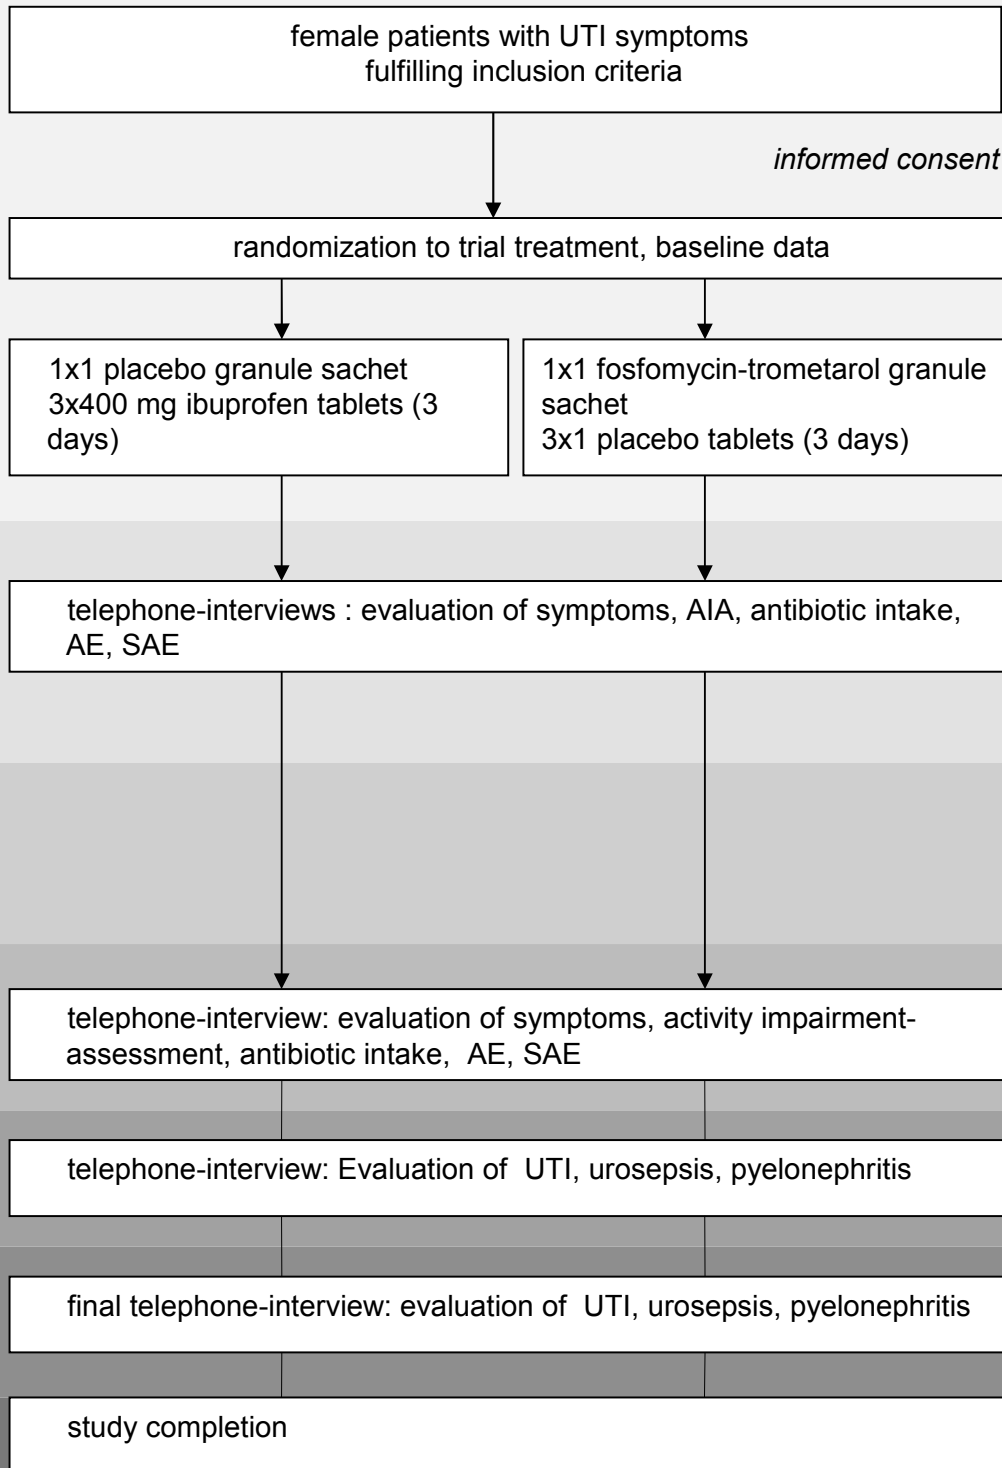 female patients with UTI symptoms
fulfilling inclusion criteria
informed consent
randomization to trial treatment, baseline data
1x1 placebo granule sachet
3x400 mg ibuprofen tablets (3
days)
1x1 fosfomycin-trometarol granule
sachet
3x1 placebo tablets (3 days)
telephone-interviews : evaluation of symptoms, AIA, antibiotic intake,
AE, SAE
telephone-interview: evaluation of symptoms, activity impairment-
assessment, antibiotic intake,  AE, SAE
telephone-interview: Evaluation of  UTI, urosepsis, pyelonephritis
final telephone-interview: evaluation of  UTI, urosepsis, pyelonephritis
study completion